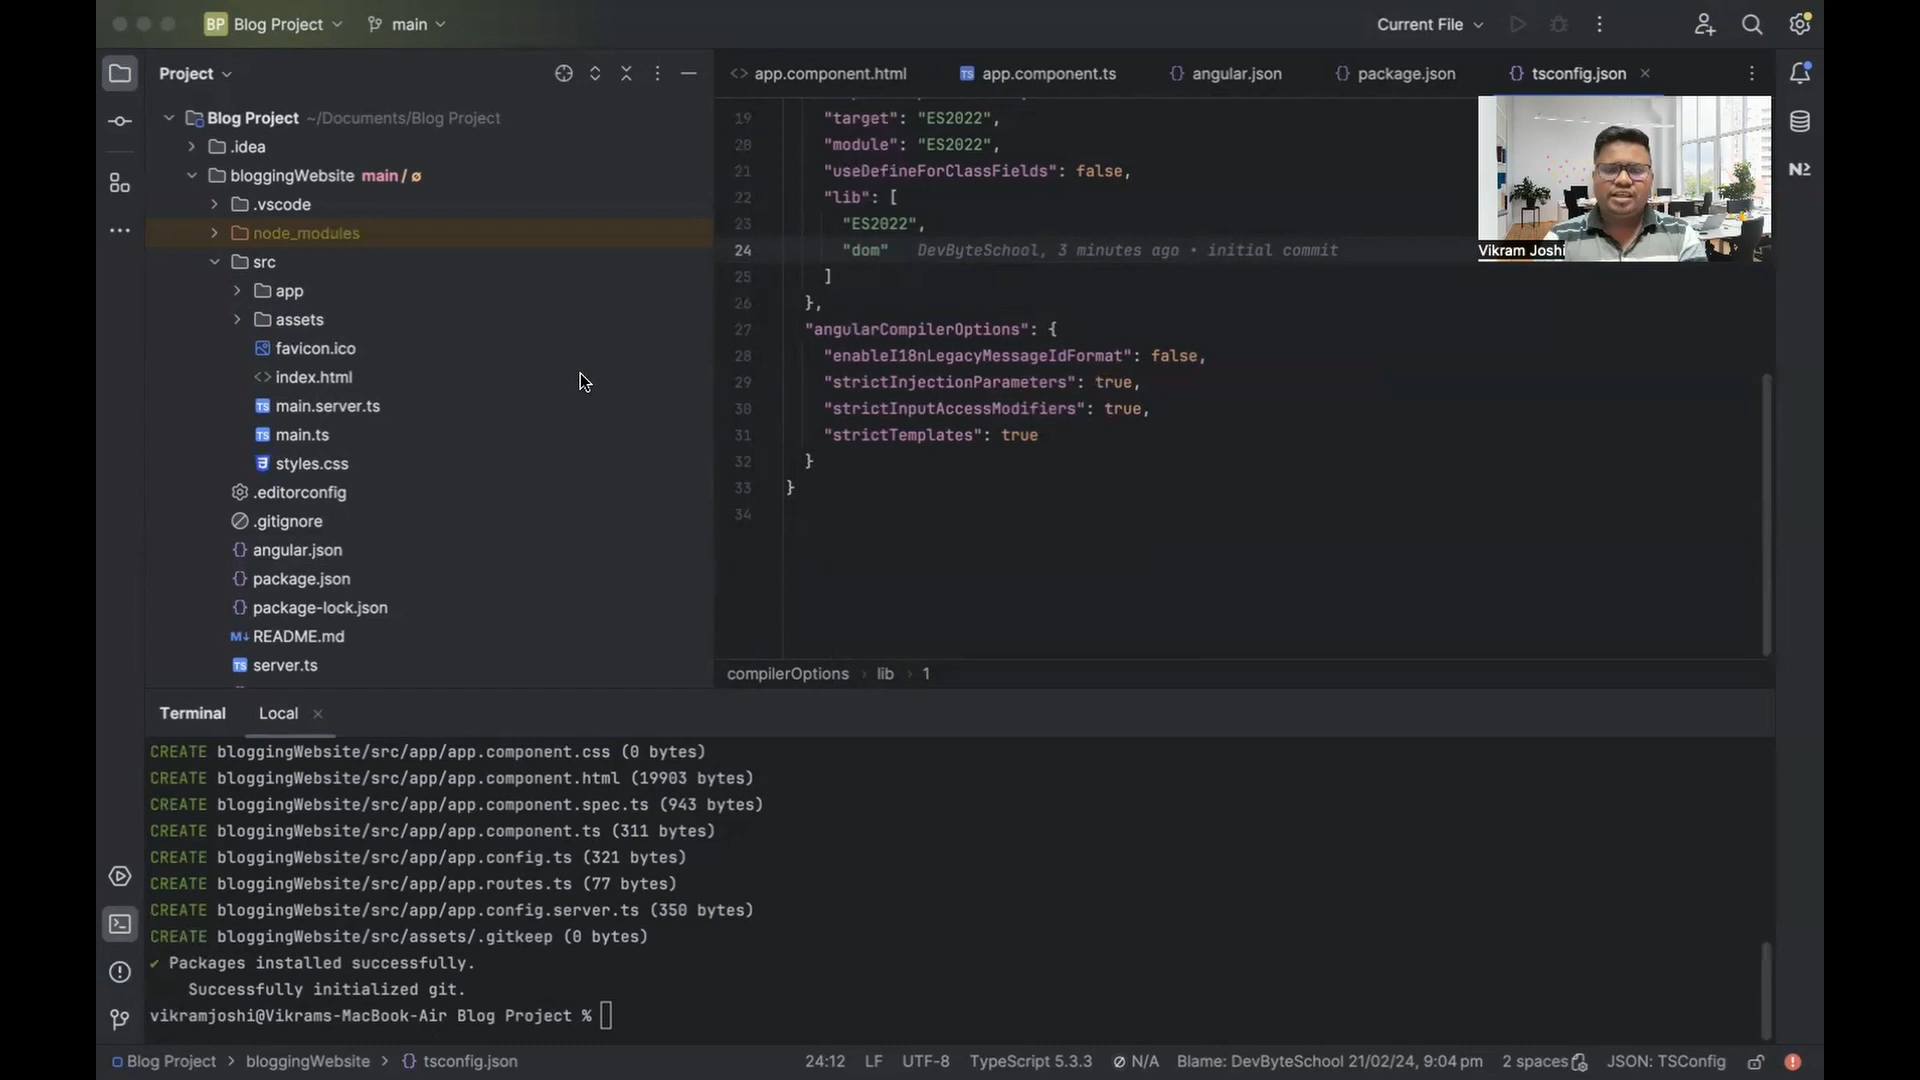 BP Blog Project main Current File
Project
Blog Project ~/Documents/Blog Project
.idea
bloggingWebsite main / ø
.vscode
node_modules
src
app
assets
favicon.ico
index.html
main.server.ts
main.ts
styles.css
.editorconfig
.gitignore
angular.json
package.json
package-lock.json
README.md
server.ts
app.component.html app.component.ts angular.json package.json tsconfig.json
19 "target": "ES2022",
20 "module": "ES2022",
21 "useDefineForClassFields": false,
22 "lib": [
23 "ES2022",
24 "dom" DevByteSchool, 3 minutes ago • initial commit
25 ]
26 },
27 "angularCompilerOptions": {
28 "enableI18nLegacyMessageIdFormat": false,
29 "strictInjectionParameters": true,
30 "strictInputAccessModifiers": true,
31 "strictTemplates": true
32 }
33 }
34
Vikram Joshi
compilerOptions › lib › 1
Terminal Local
CREATE bloggingWebsite/src/app/app.component.css (0 bytes)
CREATE bloggingWebsite/src/app/app.component.html (19903 bytes)
CREATE bloggingWebsite/src/app/app.component.spec.ts (943 bytes)
CREATE bloggingWebsite/src/app/app.component.ts (311 bytes)
CREATE bloggingWebsite/src/app/app.config.ts (321 bytes)
CREATE bloggingWebsite/src/app/app.routes.ts (77 bytes)
CREATE bloggingWebsite/src/app/app.config.server.ts (350 bytes)
CREATE bloggingWebsite/src/assets/.gitkeep (0 bytes)
✔ Packages installed successfully.
Successfully initialized git.
vikramjoshi@Vikrams-MacBook-Air Blog Project %
Blog Project › bloggingWebsite › tsconfig.json 24:12 LF UTF-8 TypeScript 5.3.3 N/A Blame: DevByteSchool 21/02/24, 9:04 pm 2 spaces JSON: TSConfig